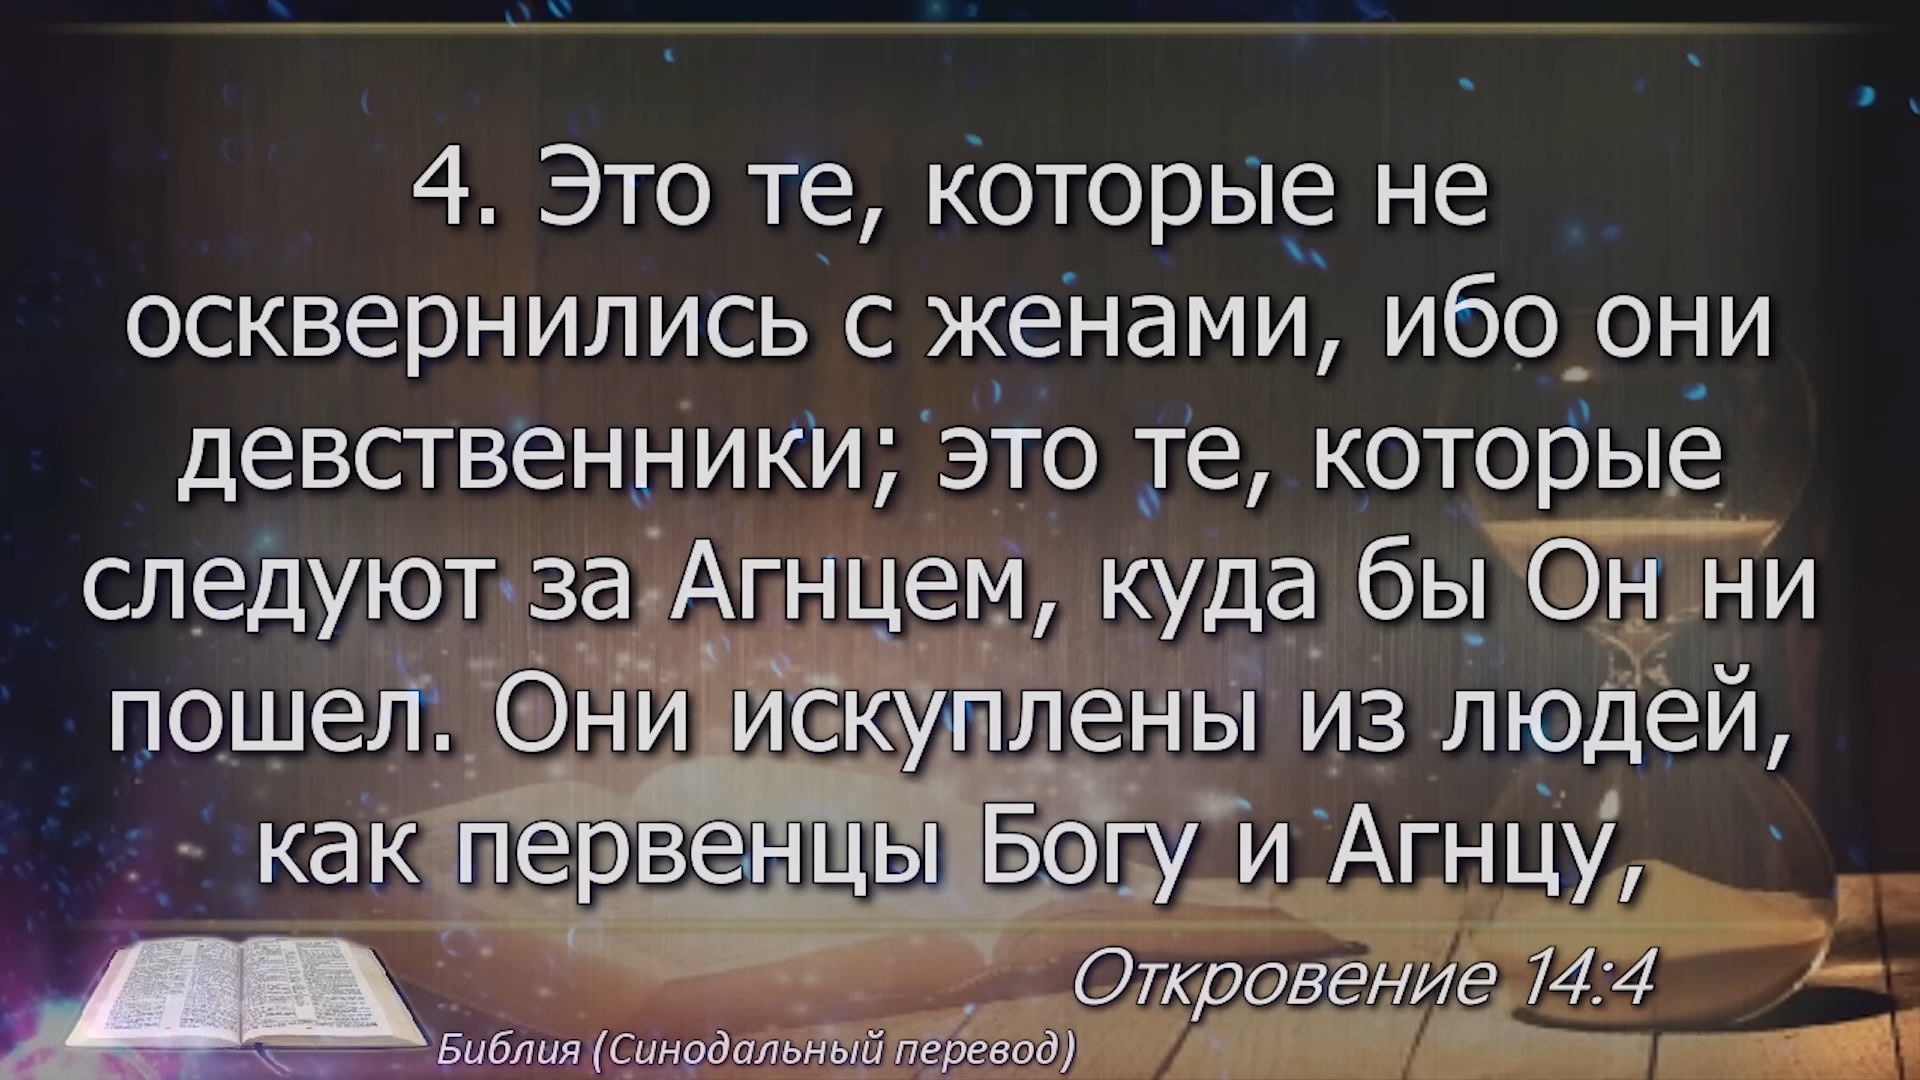 4. Это те, которые не
осквернились с женами, ибо они
девственники; это те, которые
следуют за Агнцем, куда бы Он ни
пошел. Они искуплены из людей,
как первенцы Богу и Агнцу,
Откровение 14:4
Библия (Синодальный перевод)